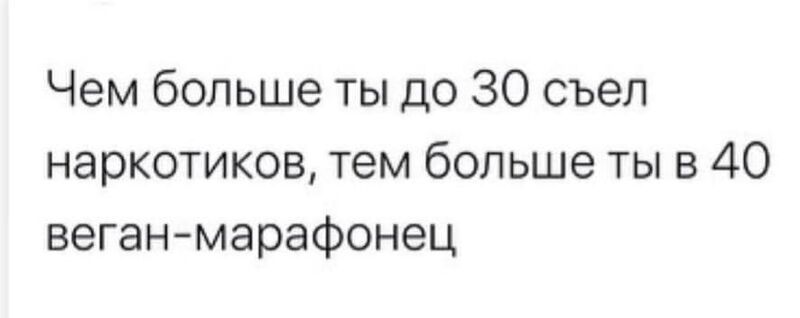 Чем больше ты до 30 съел
наркотиков, тем больше ты в 40
веган-марафонец